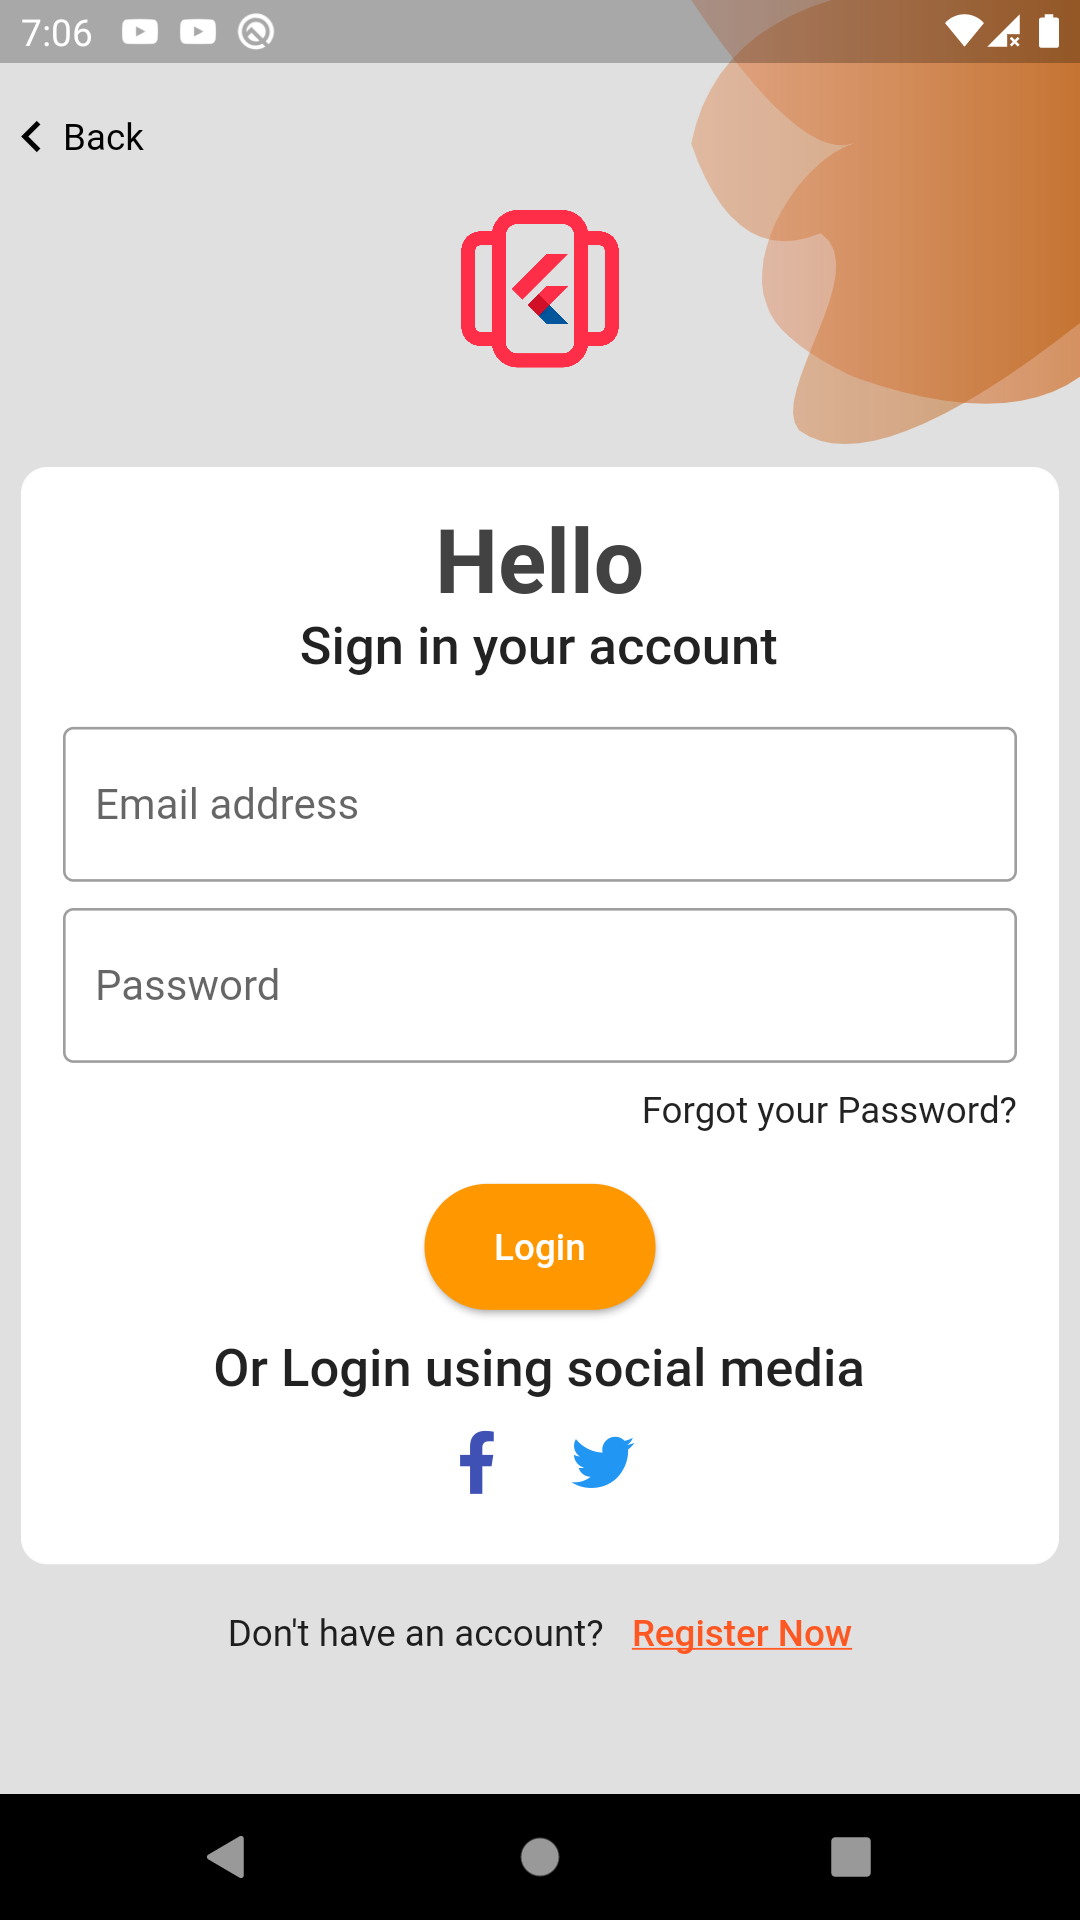 7:06
Back
Hello
Sign in your account
Email address
Password
Forgot your Password?
Login
Or Login using social media
Don't have an account? Register Now